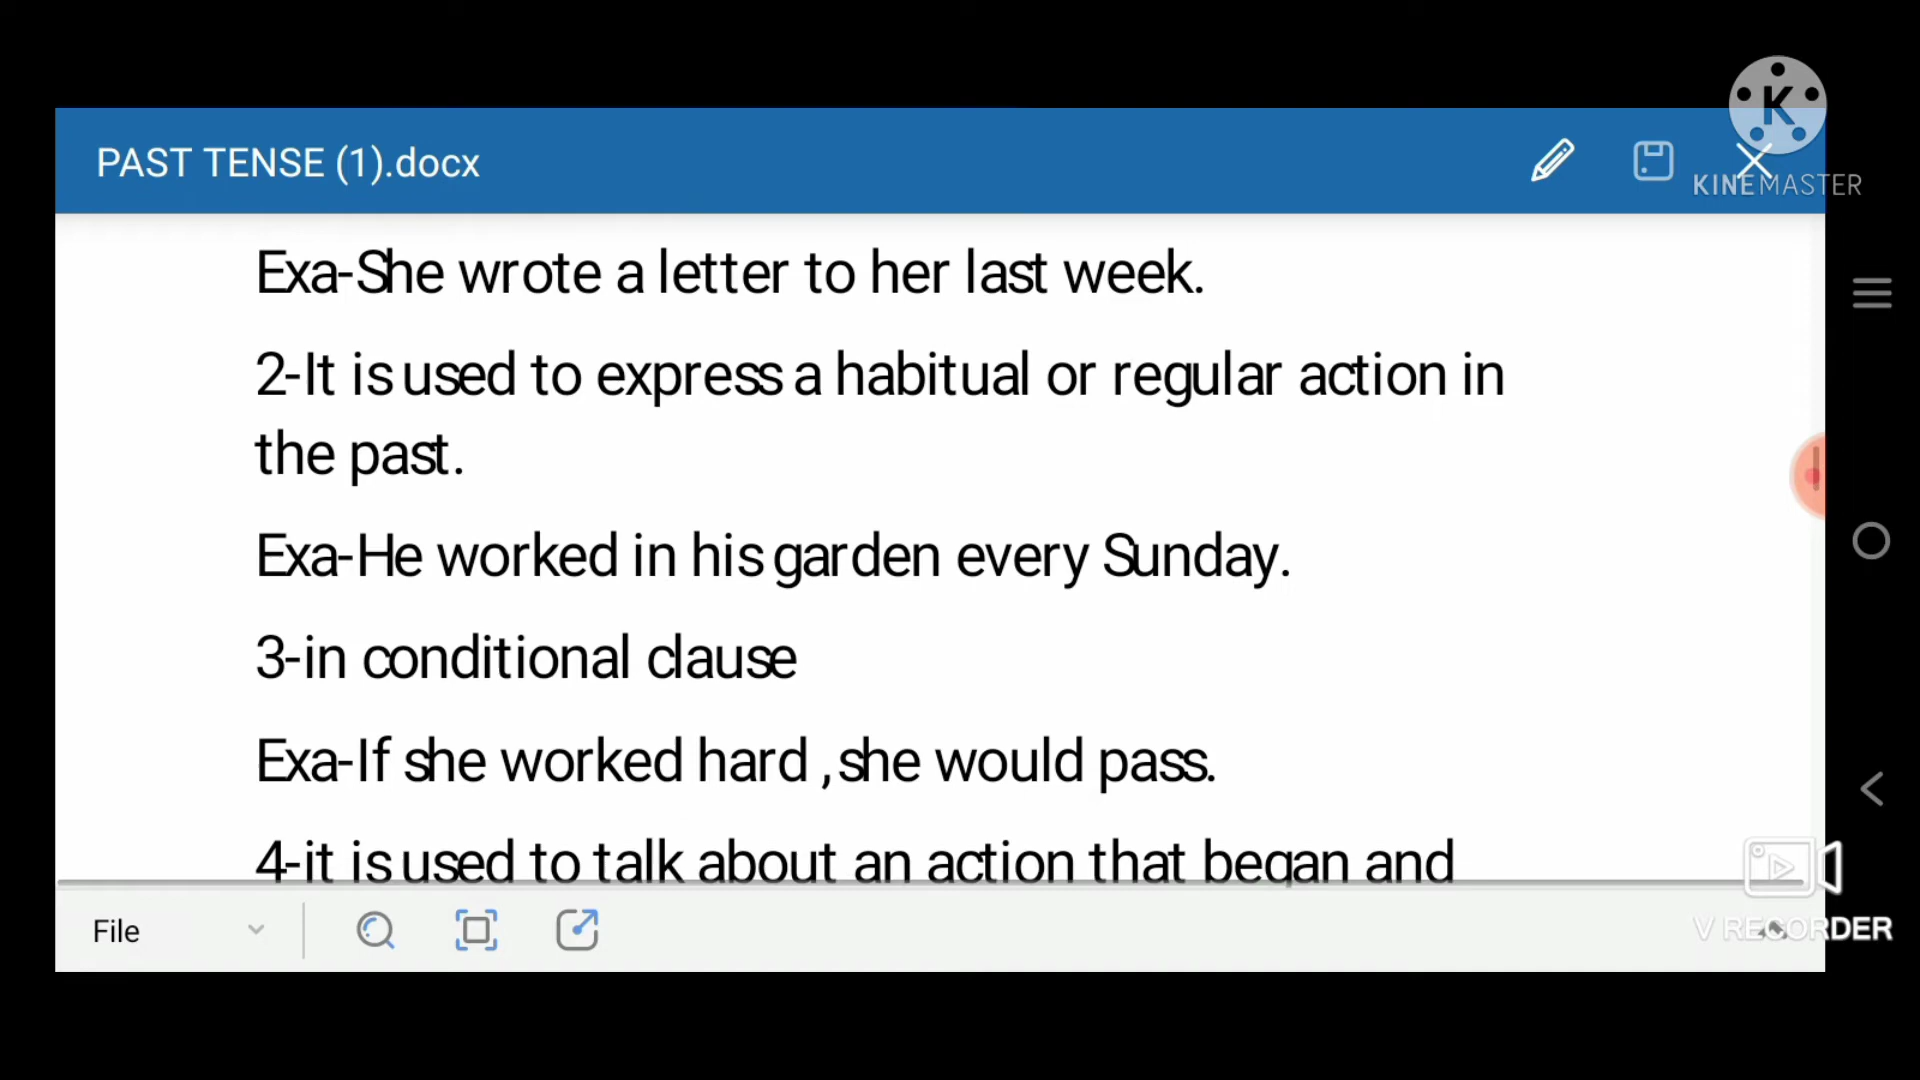 PAST TENSE (1).docx
K
KINEMASTER
Exa-She wrote a letter to her last week.
2-It is used to express a habitual or regular action in
the past.
Exa-He worked in his garden every Sunday.
3-in conditional clause
Exa-If she worked hard ,she would pass.
4-it is used to talk about an action that began and
File
V RECORDER